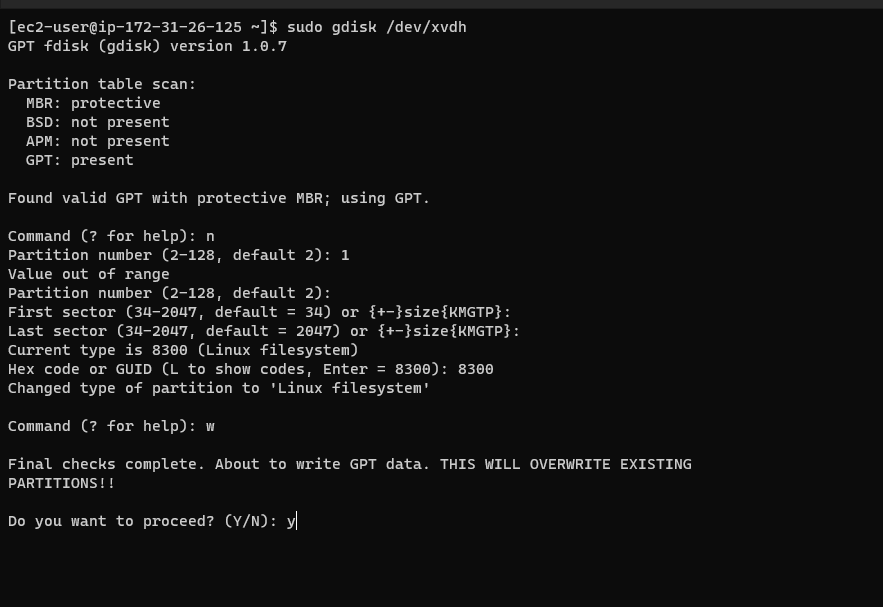 [ec2-user@ip-172-31-26-125 ~]$ sudo gdisk /dev/xvdh
GPT fdisk (gdisk) version 1.0.7
Partition table scan:
MBR: protective
BSD: not present
APM: not present
GPT: present
Found valid GPT with protective MBR; using GPT.
Command (? for help): n
Partition number (2-128, default 2): 1
Value out of range
Partition number (2-128, default 2):
First sector (34-2047, default = 34) or {+-}size{KMGTP}:
Last sector (34-2047, default = 2047) or {+-}size{KMGTP}:
Current type is 8300 (Linux filesystem)
Hex code or GUID (L to show codes, Enter = 8300): 8300
Changed type of partition to 'Linux filesystem'
Command (? for help): w
Final checks complete. About to write GPT data. THIS WILL OVERWRITE EXISTING
PARTITIONS!!
Do you want to proceed? (Y/N): y